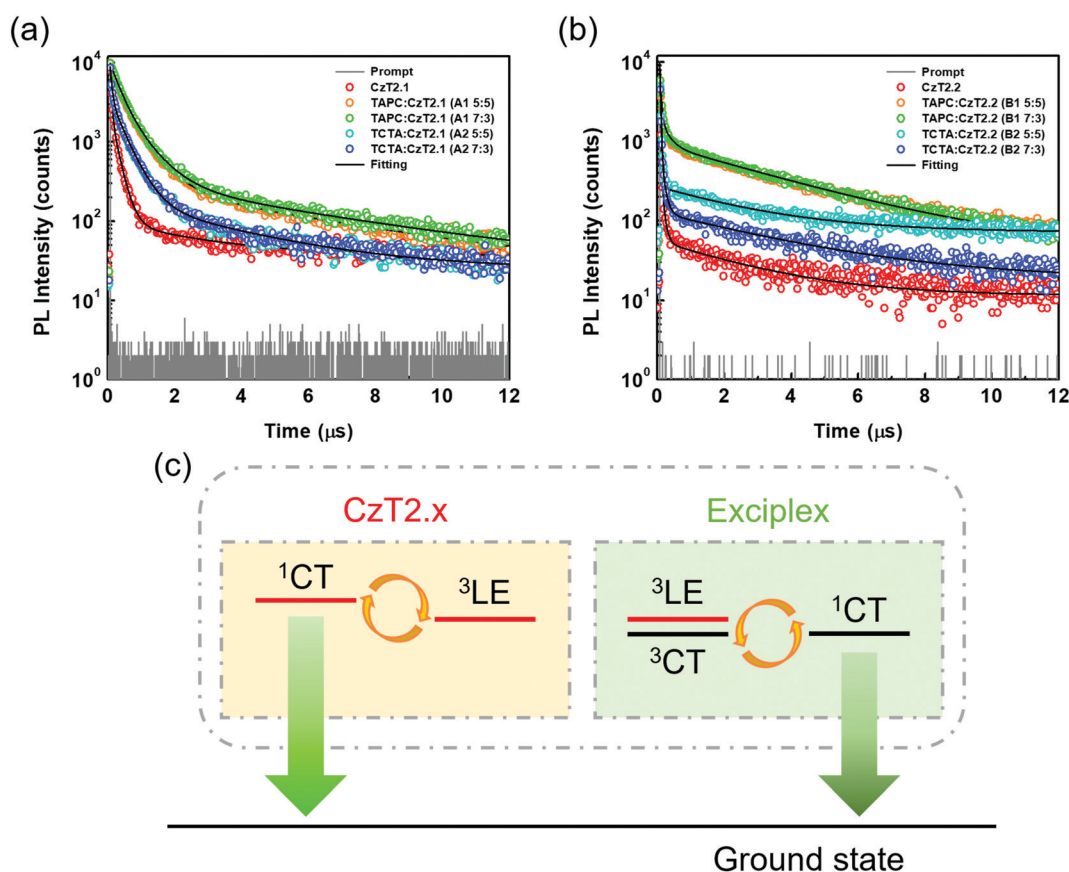 (a)
PL Intensity (counts)
10⁴
10³
10²
10¹
10⁰
Prompt
CzT2.1
TAPC:CzT2.1 (A1 5:5)
TAPC:CzT2.1 (A1 7:3)
TCTA:CzT2.1 (A2 5:5)
TCTA:CzT2.1 (A2 7:3)
Fitting
0 2 4 6 8 10 12
Time (μs)
(b)
PL Intensity (counts)
10⁴
10³
10²
10¹
10⁰
Prompt
CzT2.2
TAPC:CzT2.2 (B1 5:5)
TAPC:CzT2.2 (B1 7:3)
TCTA:CzT2.2 (B2 5:5)
TCTA:CzT2.2 (B2 7:3)
Fitting
0 2 4 6 8 10 12
Time (μs)
(c)
CzT2.x
¹CT
³LE
Exciplex
³LE
³CT
¹CT
Ground state